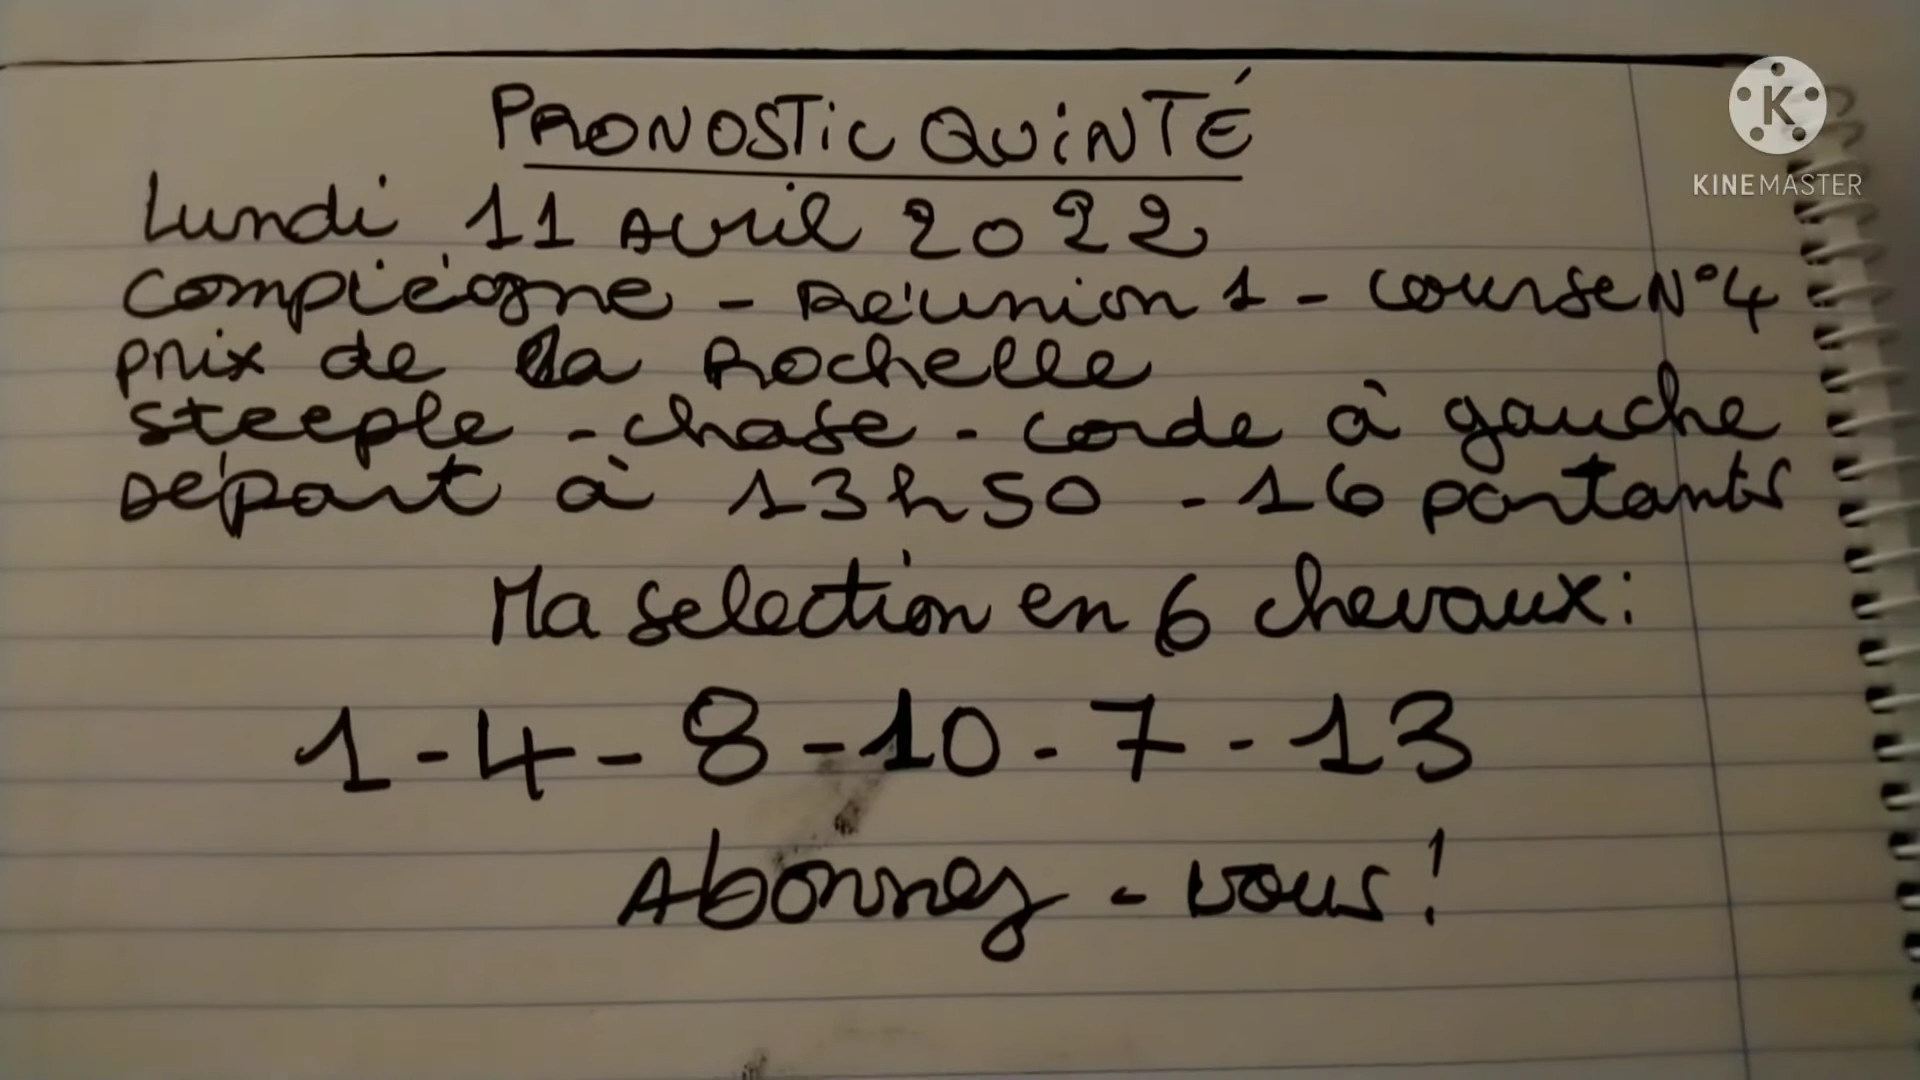 PRONOSTIC QUINTÉ
Lundi 11 Avril 2022
Compiéègne - Réunion 1 - Course N°4
prix de La Rochelle
Steeple - chase - corde à gauche
Départ à 13h50 - 16 partants
Ma selection en 6 chevaux :
1 - 4 - 8 - 10 - 7 - 13
Abonnez - vous !
K
KINEMASTER